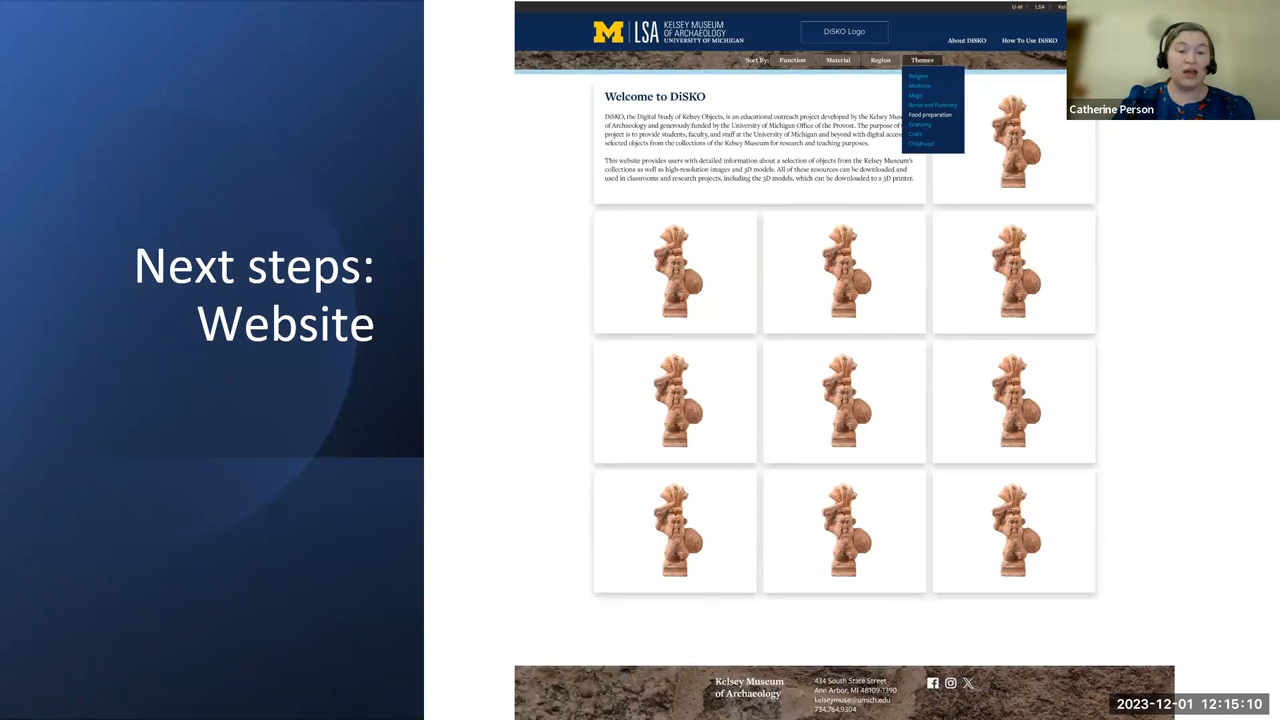 Next steps:
Website
U-M / LSA / Kel
M LSA KELSEY MUSEUM
OF ARCHAEOLOGY
UNIVERSITY OF MICHIGAN
DiSKO Logo
About DiSKO How To Use DiSKO
Sort By: Function Material Region Themes
Religion
Medicine
Magic
Burial and Funerary
Food preparation
Economy
Craft
Childhood
Welcome to DiSKO
DiSKO, the Digital Study of Kelsey Objects, is an educational outreach project developed by the Kelsey Mus
of Archaeology and generously funded by the University of Michigan Office of the Provost. The purpose of
project is to provide students, faculty, and staff at the University of Michigan and beyond with digital access
selected objects from the collections of the Kelsey Museum for research and teaching purposes.
This website provides users with detailed information about a selection of objects from the Kelsey Museum's
collections as well as high-resolution images and 3D models. All of these resources can be downloaded and
used in classrooms and research projects, including the 3D models, which can be downloaded to a 3D printer.
Catherine Person
Kelsey Museum
of Archaeology
434 South State Street
Ann Arbor, MI 48109-1390
kelseymuse@umich.edu
734.764.9304
2023-12-01 12:15:10